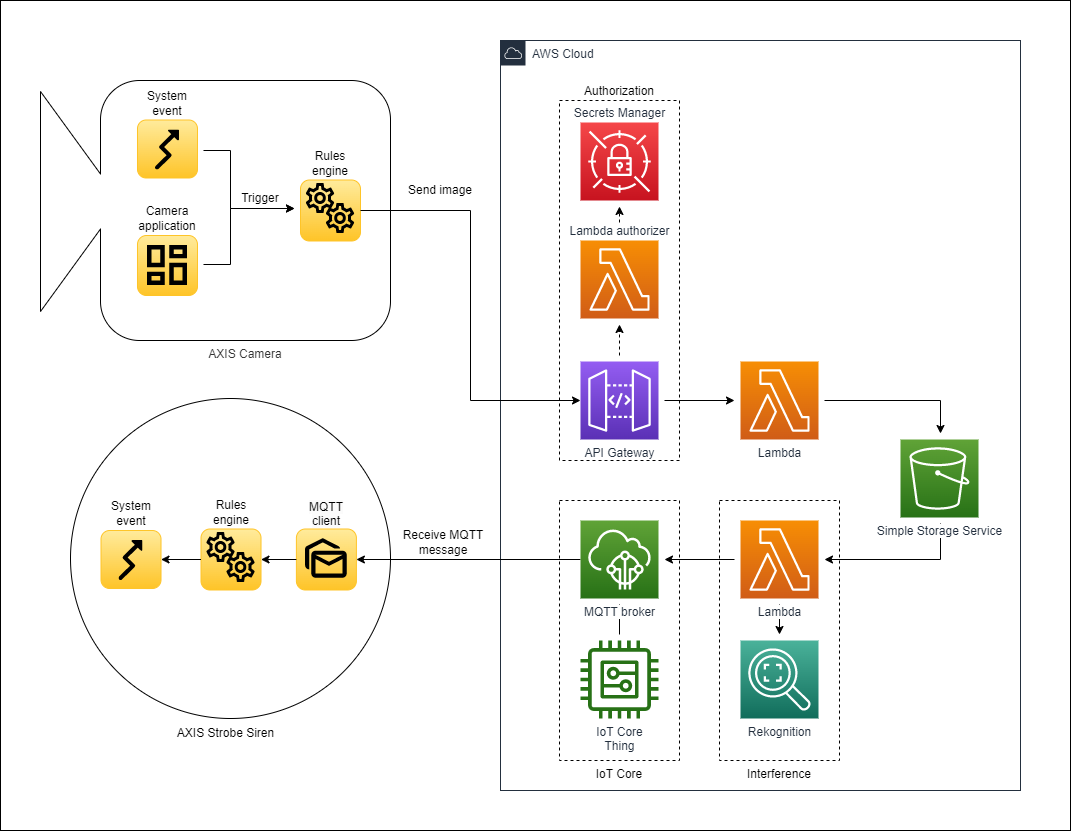 AWS Cloud
Authorization
Secrets Manager
System
event
Rules
engine
Trigger
Send image
Camera
application
Lambda authorizer
AXIS Camera
API Gateway
Lambda
Simple Storage Service
System
event
Rules
engine
MQTT
client
Receive MQTT
message
MQTT broker
Lambda
IoT Core
Thing
Rekognition
AXIS Strobe Siren
IoT Core
Interference